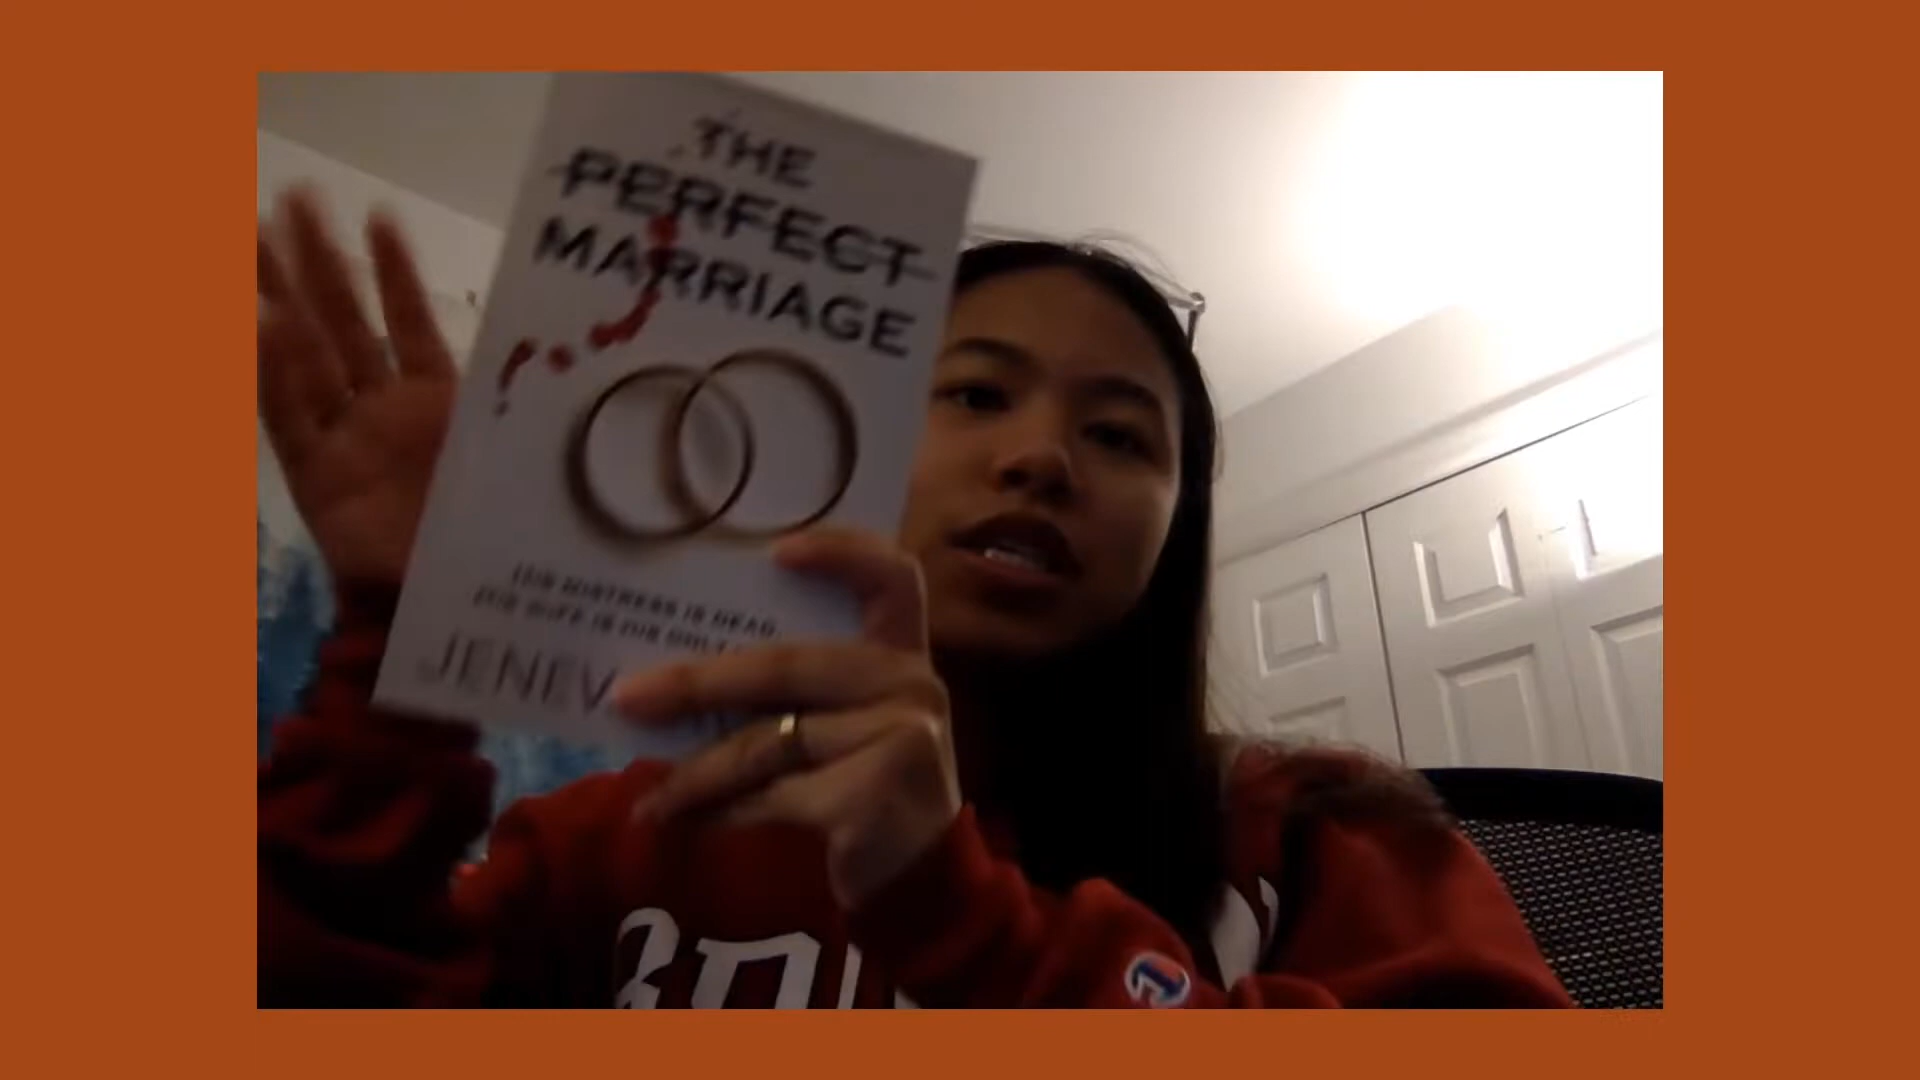 THE
PERFECT
MARRIAGE
HIS MISTRESS IS DEAD.
HIS WIFE IS HIS ONLY
JENEV